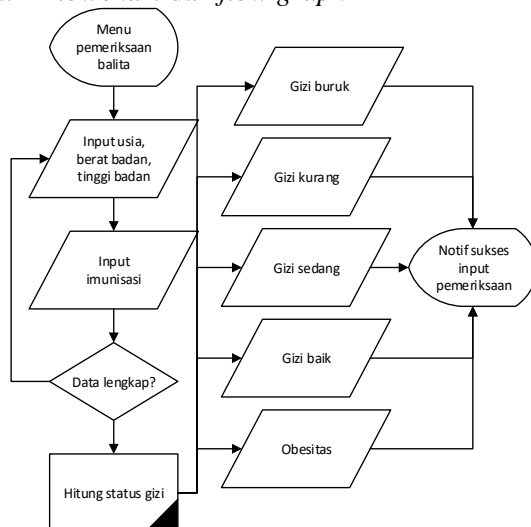 Menu
pemeriksaan
balita
Input usia,
berat badan,
tinggi badan
Input
imunisasi
Data lengkap?
Hitung status gizi
Gizi buruk
Gizi kurang
Gizi sedang
Gizi baik
Obesitas
Notif sukses
input
pemeriksaan